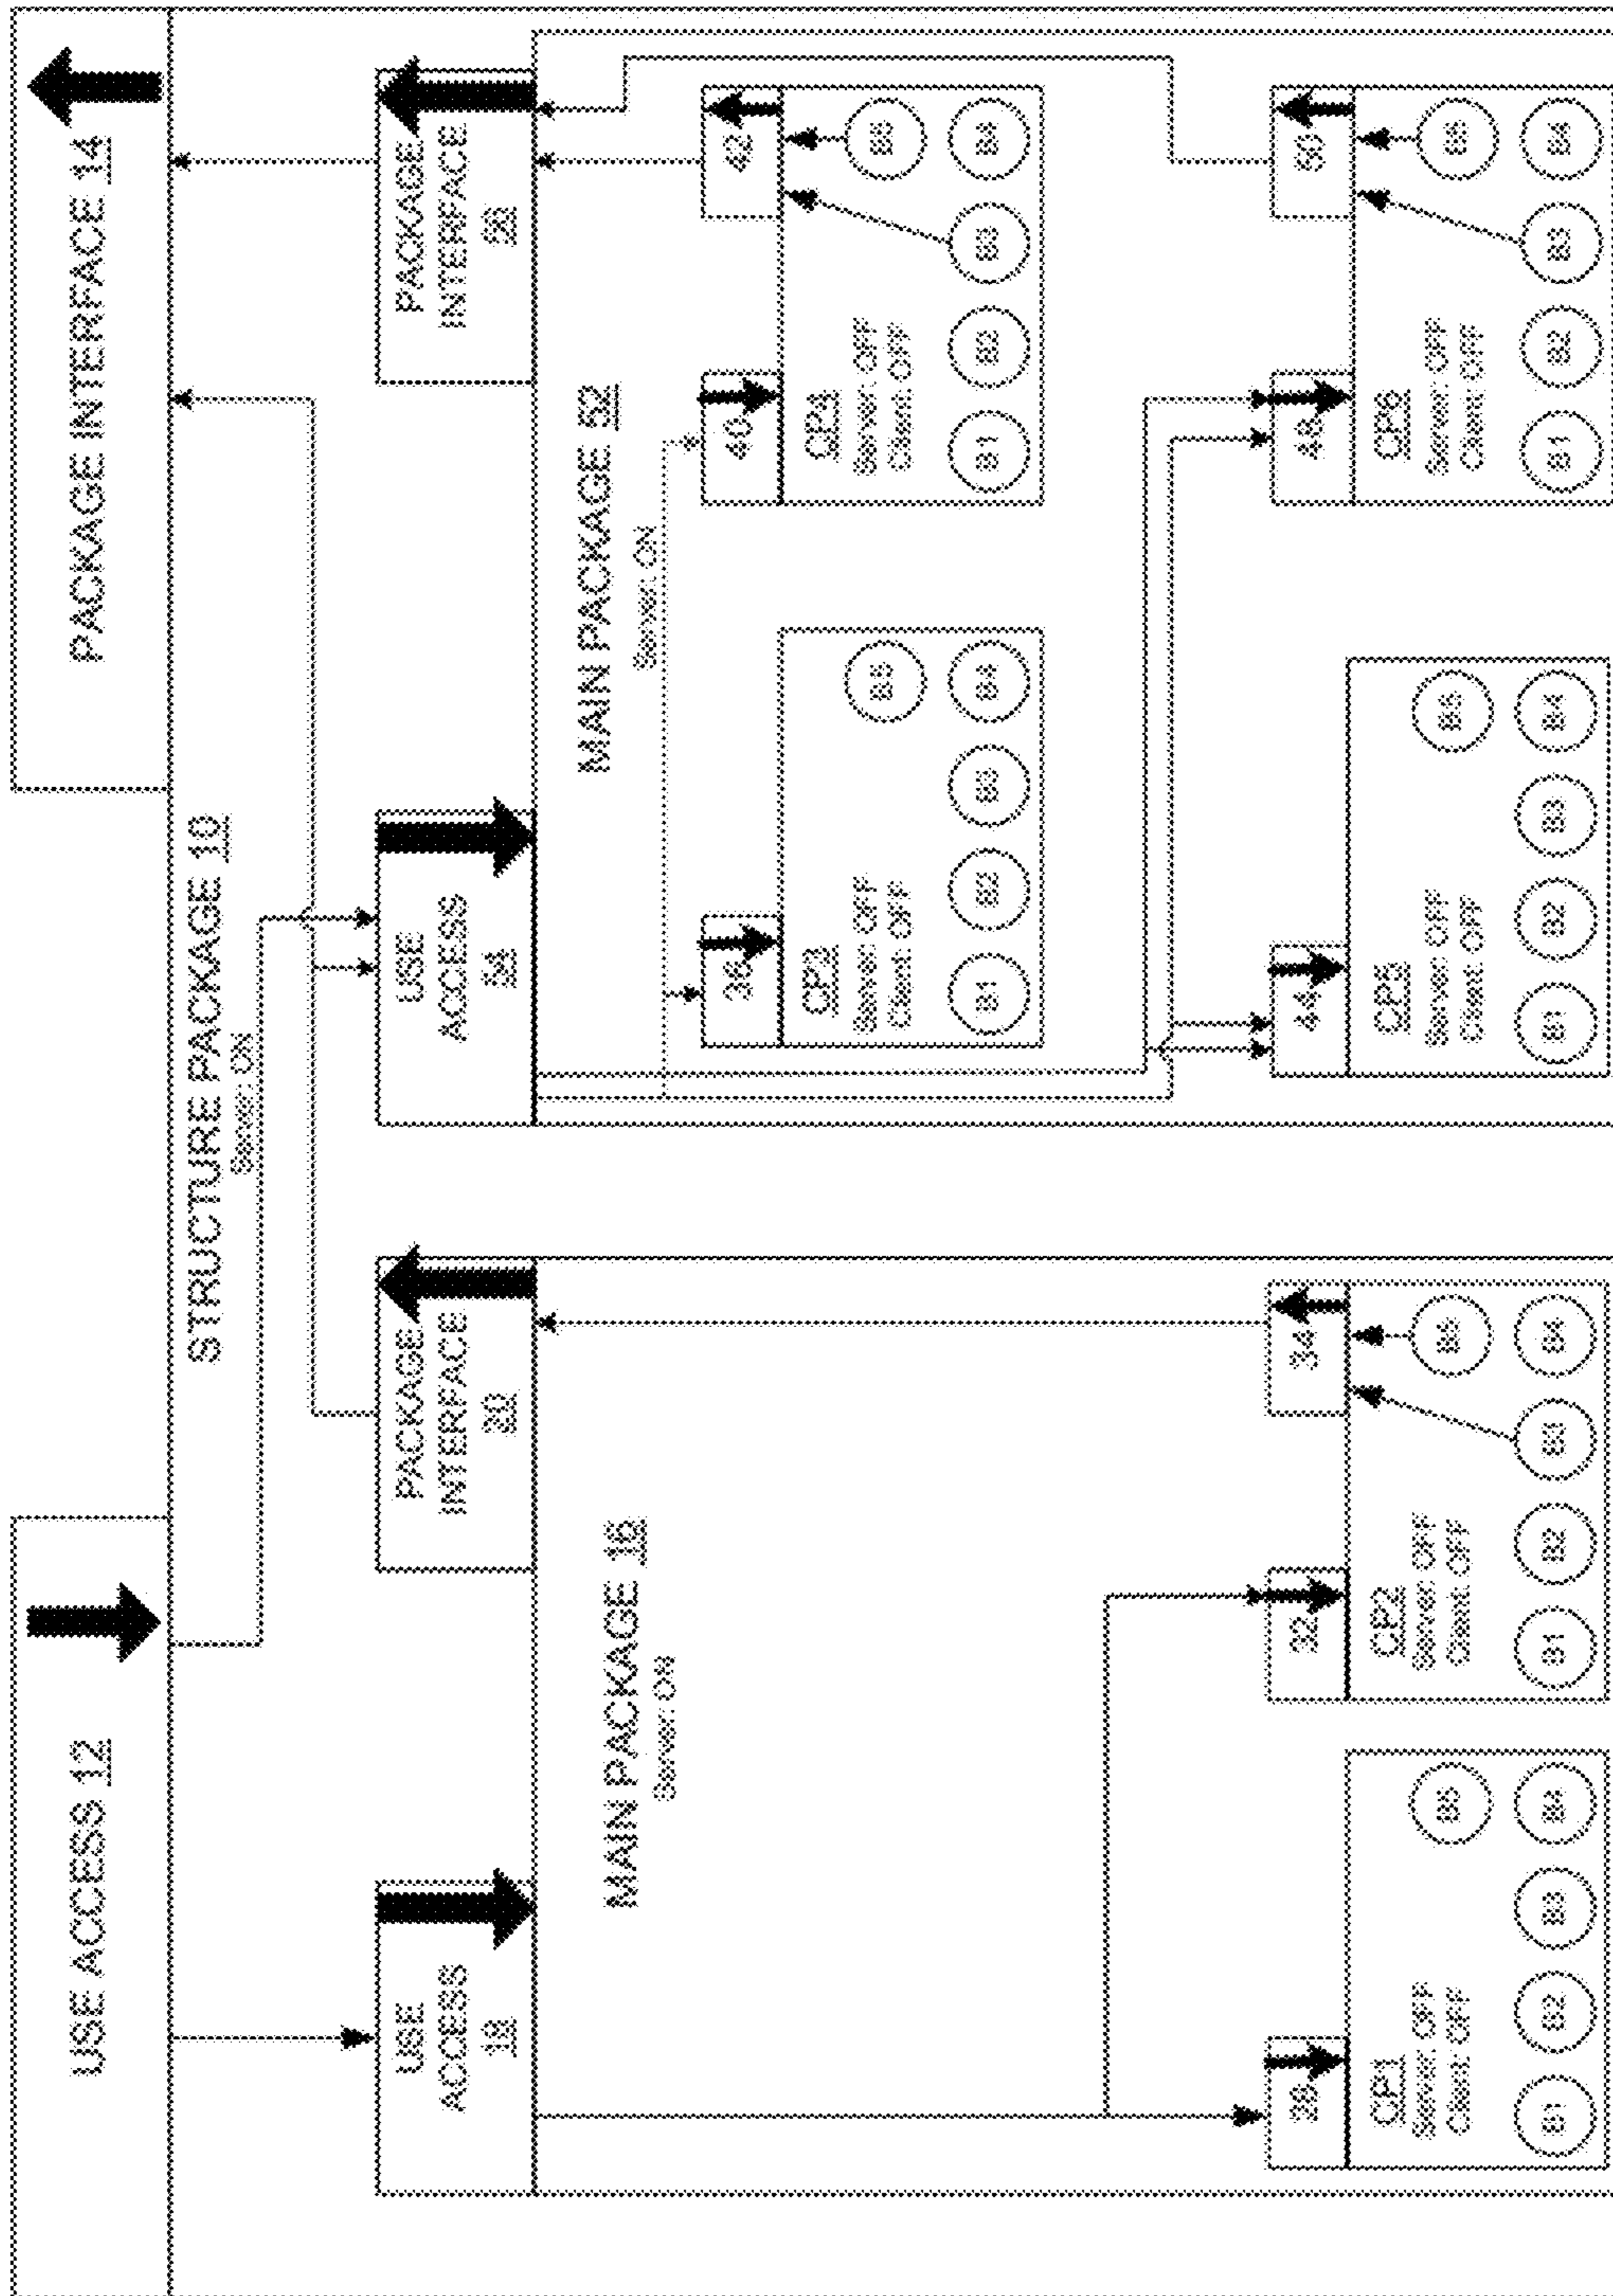 USE ACCESS 12
PACKAGE INTERFACE 14
STRUCTURE PACKAGE 10
Server: ON
USE
ACCESS
18
PACKAGE
INTERFACE
20
USE
ACCESS
PACKAGE
INTERFACE
MAIN PACKAGE 16
Server: ON
MAIN PACKAGE 52
Server: ON
36
CP3
Server: OFF
Client: OFF
B1
B2
B3
B4
B5
40
42
CP4
Server: OFF
Client: OFF
B1
B2
B3
B4
B5
CP1
Server: OFF
Client: OFF
B1
B2
B3
B4
B5
32
34
CP2
Server: OFF
Client: OFF
B1
B2
B3
B4
B5
44
CP5
Server: OFF
Client: OFF
B1
B2
B3
B4
B5
48
50
CP6
Server: OFF
Client: OFF
B1
B2
B3
B4
B5